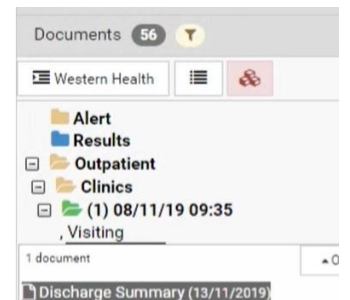 Documents 56
Western Health
Alert
Results
Outpatient
Clinics
(1) 08/11/19 09:35
, Visiting
1 document
Discharge Summary (13/11/2019)